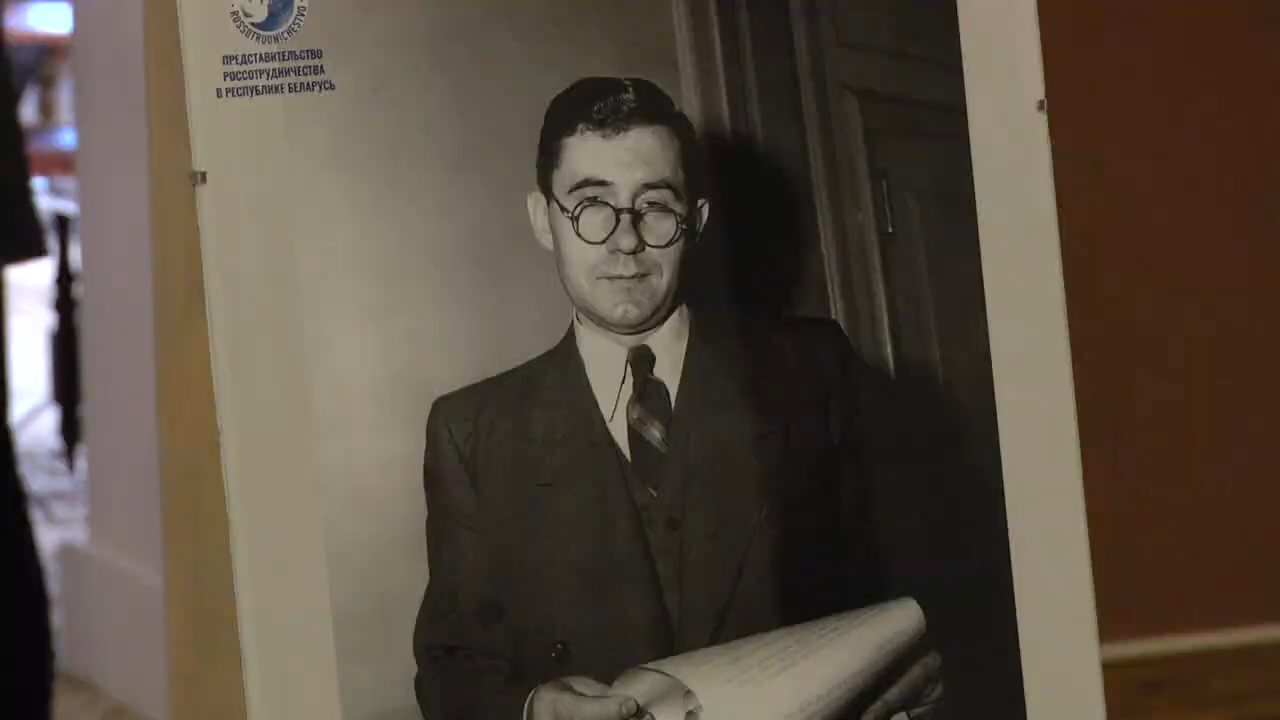 ROSSOTRUDNICHESTVO
ПРЕДСТАВИТЕЛЬСТВО
РОССОТРУДНИЧЕСТВА
В РЕСПУБЛИКЕ БЕЛАРУСЬ